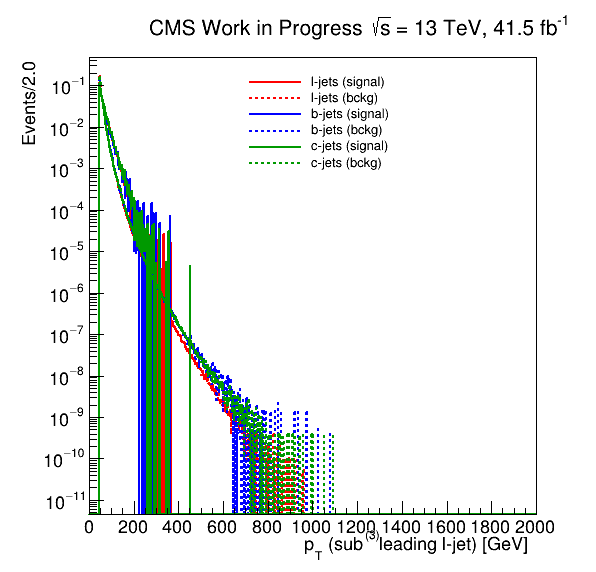 CMS Work in Progress √s = 13 TeV, 41.5 fb⁻¹
Events/2.0
l-jets (signal)
l-jets (bckg)
b-jets (signal)
b-jets (bckg)
c-jets (signal)
c-jets (bckg)
10⁻¹
10⁻²
10⁻³
10⁻⁴
10⁻⁵
10⁻⁶
10⁻⁷
10⁻⁸
10⁻⁹
10⁻¹⁰
10⁻¹¹
0 200 400 600 800 1000 1200 1400 1600 1800 2000
p_T (sub⁽³⁾leading l-jet) [GeV]